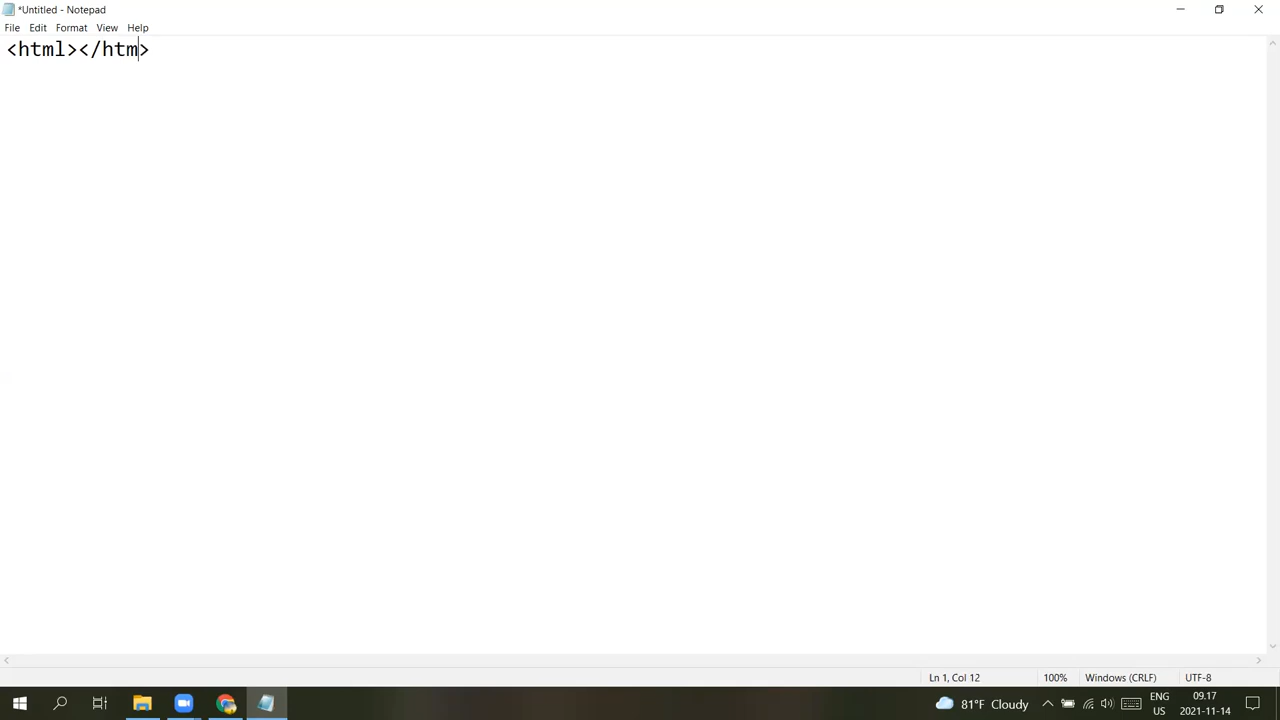 *Untitled - Notepad
File Edit Format View Help
<html></htm>
Ln 1, Col 12 100% Windows (CRLF) UTF-8
81°F Cloudy ENG 09.17
US 2021-11-14